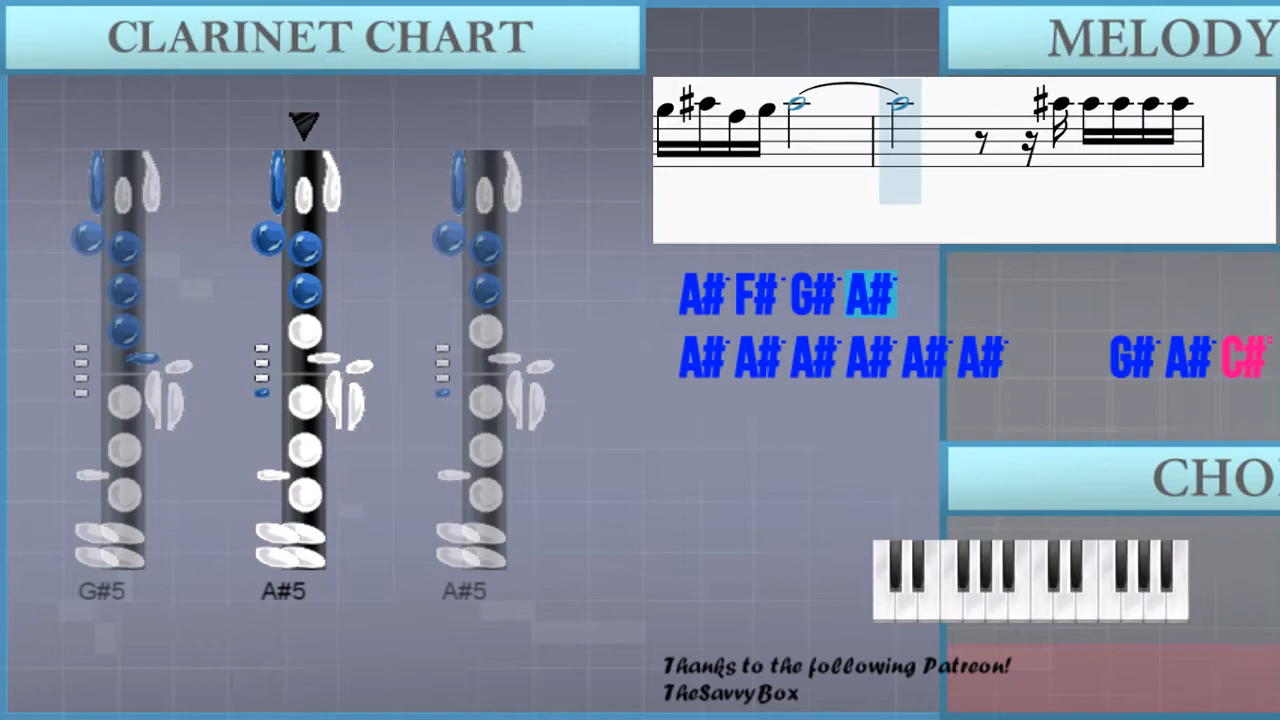 CLARINET CHART
MELODY
A#· F#· G#· A#·
A#· A#· A#· A#· A#· A#· G#· A#· C#:
G#5 A#5 A#5
CHO
Thanks to the following Patreon!
TheSavvyBox